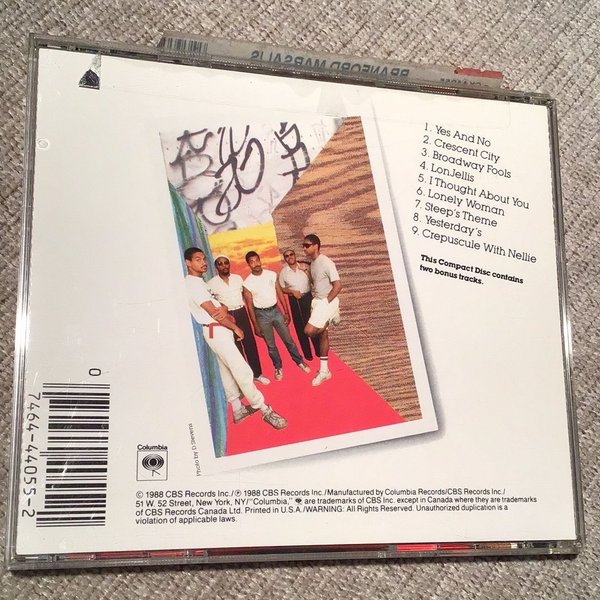 BRANFORD MARSALIS
1. Yes And No
2. Crescent City
3. Broadway Fools
4. LonJellis
5. I Thought About You
6. Lonely Woman
7. Steep's Theme
8. Yesterday's
9. Crepuscule With Nellie
This Compact Disc contains
two bonus tracks.
0
7464-44055-2
Columbia
© 1988 CBS Records Inc./℗ 1988 CBS Records Inc./Manufactured by Columbia Records/CBS Records Inc./
51 W. 52 Street, New York, NY/"Columbia," are trademarks of CBS Inc. except in Canada where they are trademarks
of CBS Records Canada Ltd. Printed in U.S.A./WARNING: All Rights Reserved. Unauthorized duplication is a
violation of applicable laws.